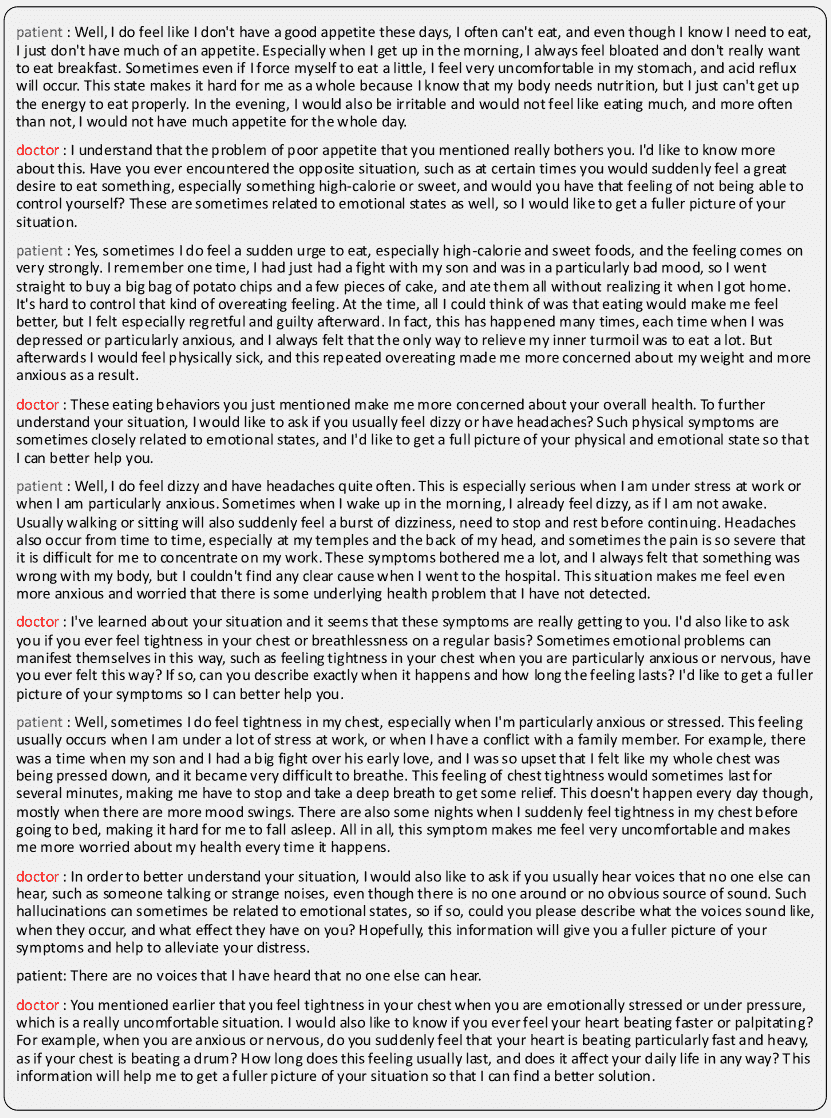 patient : Well, I do feel like I don't have a good appetite these days, I often can't eat, and even though I know I need to eat,
I just don't have much of an appetite. Especially when I get up in the morning, I always feel bloated and don't really want
to eat breakfast. Sometimes even if I force myself to eat a little, I feel very uncomfortable in my stomach, and acid reflux
will occur. This state makes it hard for me as a whole because I know that my body needs nutrition, but I just can't get up
the energy to eat properly. In the evening, I would also be irritable and would not feel like eating much, and more often
than not, I would not have much appetite for the whole day.
doctor : I understand that the problem of poor appetite that you mentioned really bothers you. I'd like to know more
about this. Have you ever encountered the opposite situation, such as at certain times you would suddenly feel a great
desire to eat something, especially something high-calorie or sweet, and would you have that feeling of not being able to
control yourself? These are sometimes related to emotional states as well, so I would like to get a fuller picture of your
situation.
patient : Yes, sometimes I do feel a sudden urge to eat, especially high-calorie and sweet foods, and the feeling comes on
very strongly. I remember one time, I had just had a fight with my son and was in a particularly bad mood, so I went
straight to buy a big bag of potato chips and a few pieces of cake, and ate them all without realizing it when I got home.
It's hard to control that kind of overeating feeling. At the time, all I could think of was that eating would make me feel
better, but I felt especially regretful and guilty afterward. In fact, this has happened many times, each time when I was
depressed or particularly anxious, and I always felt that the only way to relieve my inner turmoil was to eat a lot. But
afterwards I would feel physically sick, and this repeated overeating made me more concerned about my weight and more
anxious as a result.
doctor : These eating behaviors you just mentioned make me more concerned about your overall health. To further
understand your situation, I would like to ask if you usually feel dizzy or have headaches? Such physical symptoms are
sometimes closely related to emotional states, and I'd like to get a full picture of your physical and emotional state so that
I can better help you.
patient : Well, I do feel dizzy and have headaches quite often. This is especially serious when I am under stress at work or
when I am particularly anxious. Sometimes when I wake up in the morning, I already feel dizzy, as if I am not awake.
Usually walking or sitting will also suddenly feel a burst of dizziness, need to stop and rest before continuing. Headaches
also occur from time to time, especially at my temples and the back of my head, and sometimes the pain is so severe that
it is difficult for me to concentrate on my work. These symptoms bothered me a lot, and I always felt that something was
wrong with my body, but I couldn't find any clear cause when I went to the hospital. This situation makes me feel even
more anxious and worried that there is some underlying health problem that I have not detected.
doctor : I've learned about your situation and it seems that these symptoms are really getting to you. I'd also like to ask
you if you ever feel tightness in your chest or breathlessness on a regular basis? Sometimes emotional problems can
manifest themselves in this way, such as feeling tightness in your chest when you are particularly anxious or nervous, have
you ever felt this way? If so, can you describe exactly when it happens and how long the feeling lasts? I'd like to get a fuller
picture of your symptoms so I can better help you.
patient : Well, sometimes I do feel tightness in my chest, especially when I'm particularly anxious or stressed. This feeling
usually occurs when I am under a lot of stress at work, or when I have a conflict with a family member. For example, there
was a time when my son and I had a big fight over his early love, and I was so upset that I felt like my whole chest was
being pressed down, and it became very difficult to breathe. This feeling of chest tightness would sometimes last for
several minutes, making me have to stop and take a deep breath to get some relief. This doesn't happen every day though,
mostly when there are more mood swings. There are also some nights when I suddenly feel tightness in my chest before
going to bed, making it hard for me to fall asleep. All in all, this symptom makes me feel very uncomfortable and makes
me more worried about my health every time it happens.
doctor : In order to better understand your situation, I would also like to ask if you usually hear voices that no one else can
hear, such as someone talking or strange noises, even though there is no one around or no obvious source of sound. Such
hallucinations can sometimes be related to emotional states, so if so, could you please describe what the voices sound like,
when they occur, and what effect they have on you? Hopefully, this information will give you a fuller picture of your
symptoms and help to alleviate your distress.
patient: There are no voices that I have heard that no one else can hear.
doctor : You mentioned earlier that you feel tightness in your chest when you are emotionally stressed or under pressure,
which is a really uncomfortable situation. I would also like to know if you ever feel your heart beating faster or palpitating?
For example, when you are anxious or nervous, do you suddenly feel that your heart is beating particularly fast and heavy,
as if your chest is beating a drum? How long does this feeling usually last, and does it affect your daily life in any way? This
information will help me to get a fuller picture of your situation so that I can find a better solution.